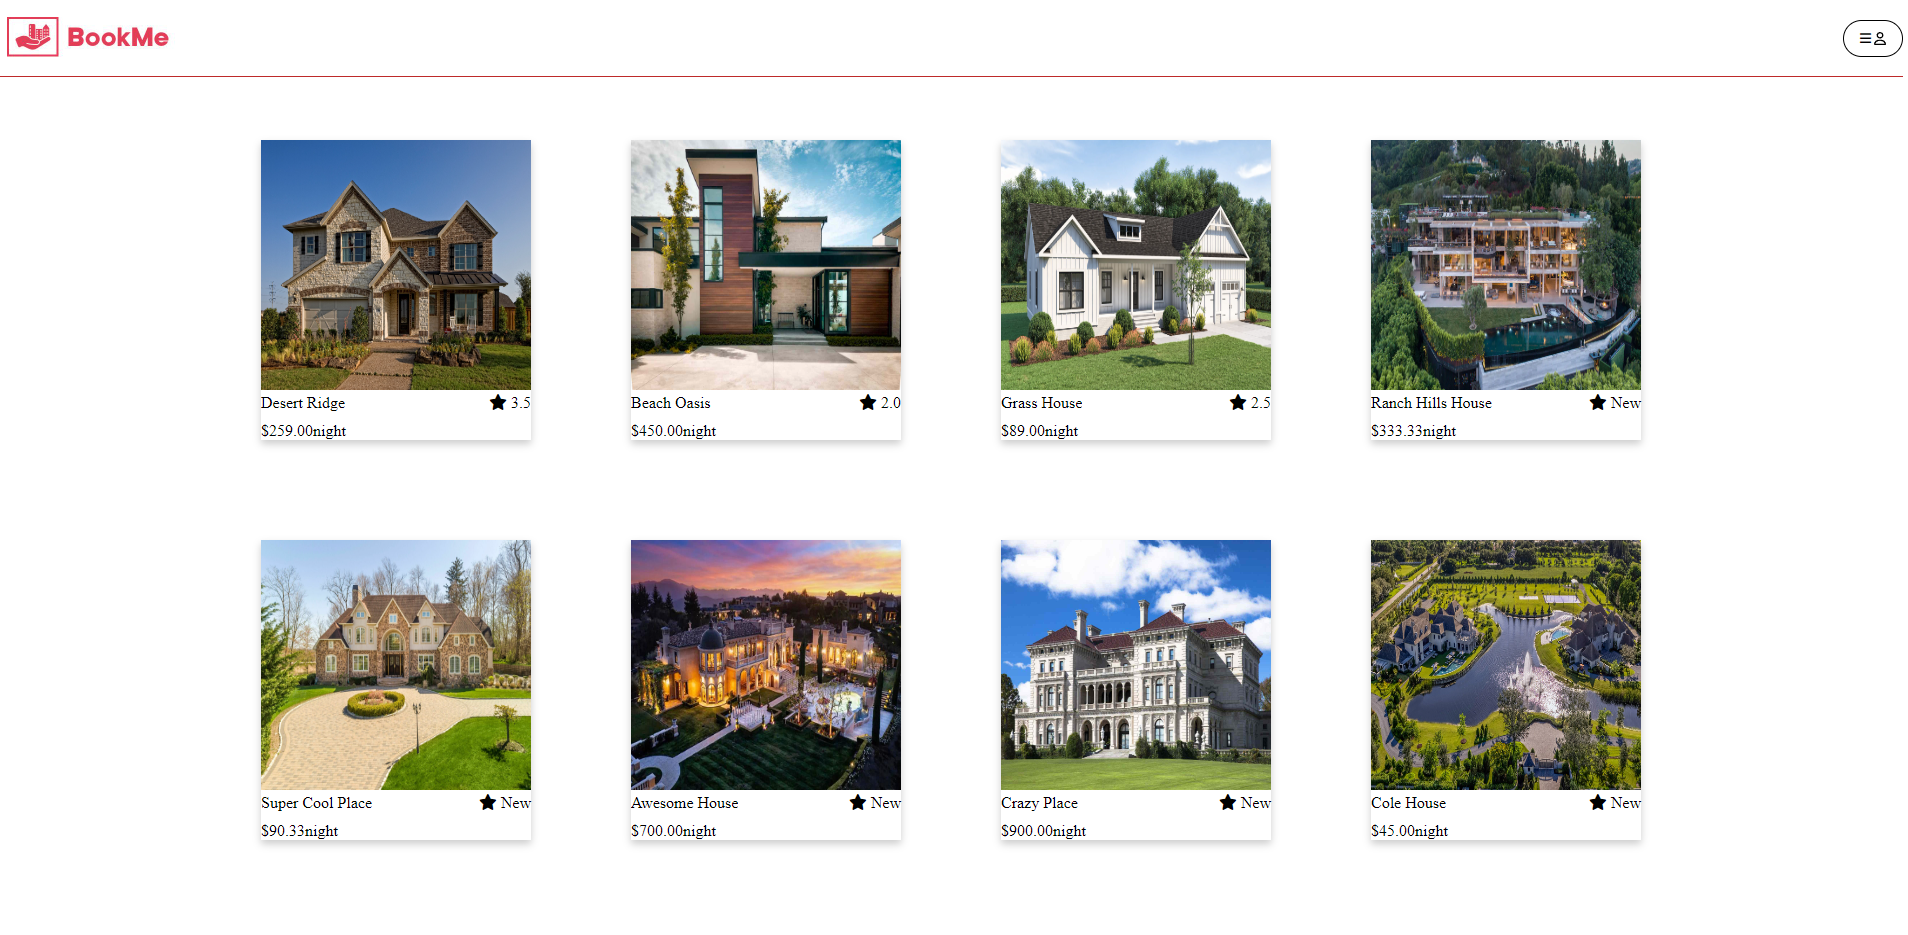 BookMe
Desert Ridge ★ 3.5
$259.00night
Beach Oasis ★ 2.0
$450.00night
Grass House ★ 2.5
$89.00night
Ranch Hills House ★ New
$333.33night
Super Cool Place ★ New
$90.33night
Awesome House ★ New
$700.00night
Crazy Place ★ New
$900.00night
Cole House ★ New
$45.00night